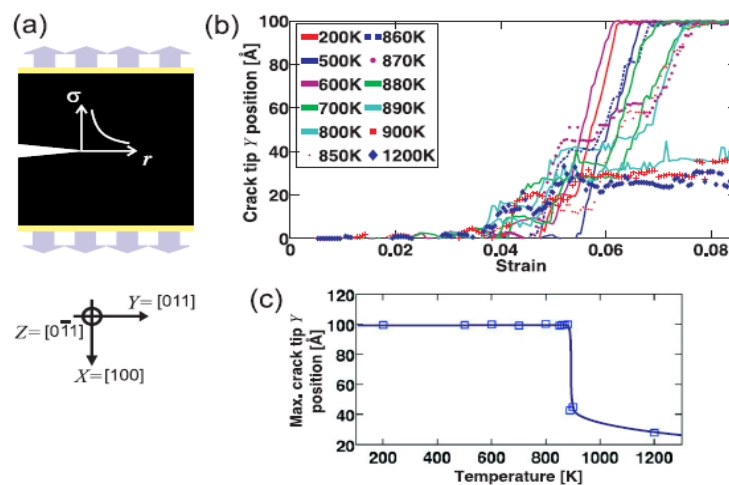 (a)
σ
r
Y=[011]
Z=[01̄1]
X=[100]
(b)
Crack tip Y position [Å]
100
80
60
40
20
0
200K
500K
600K
700K
800K
850K
860K
870K
880K
890K
900K
1200K
0 0.02 0.04 0.06 0.08
Strain
(c)
Max. crack tip Y
position [Å]
120
100
80
60
40
20
200 400 600 800 1000 1200
Temperature [K]